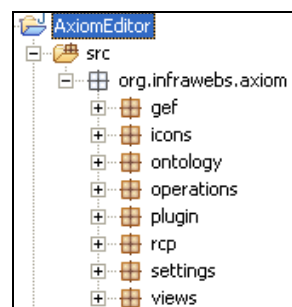 AxiomEditor
src
org.infrawebs.axiom
gef
icons
ontology
operations
plugin
rcp
settings
views